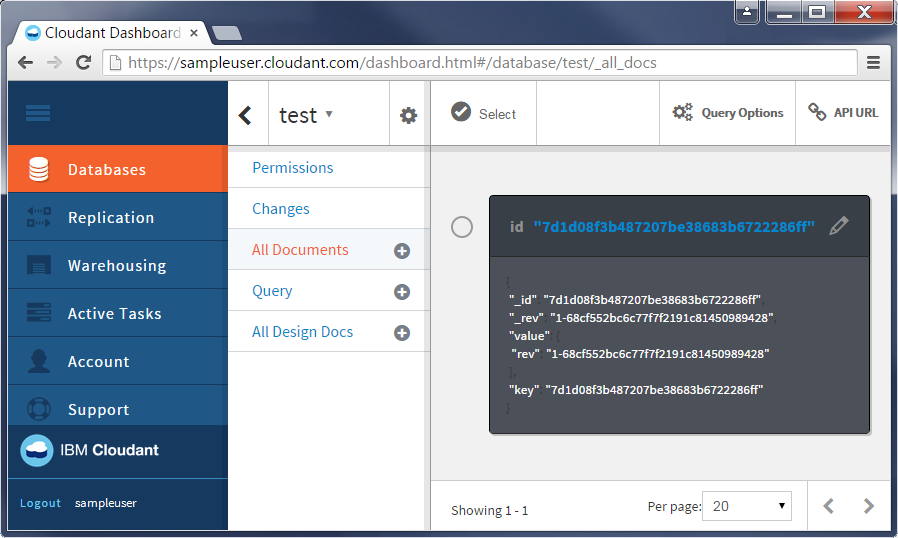 Cloudant Dashboard
https://sampleuser.cloudant.com/dashboard.html#/database/test/_all_docs
test
Select
Query Options
API URL
Databases
Replication
Warehousing
Active Tasks
Account
Support
IBM Cloudant
Logout sampleuser
Permissions
Changes
All Documents
Query
All Design Docs
id "7d1d08f3b487207be38683b6722286ff"
{
"_id": "7d1d08f3b487207be38683b6722286ff",
"_rev": "1-68cf552bc6c77f7f2191c81450989428",
"value": {
"rev": "1-68cf552bc6c77f7f2191c81450989428"
},
"key": "7d1d08f3b487207be38683b6722286ff"
}
Showing 1 - 1
Per page: 20